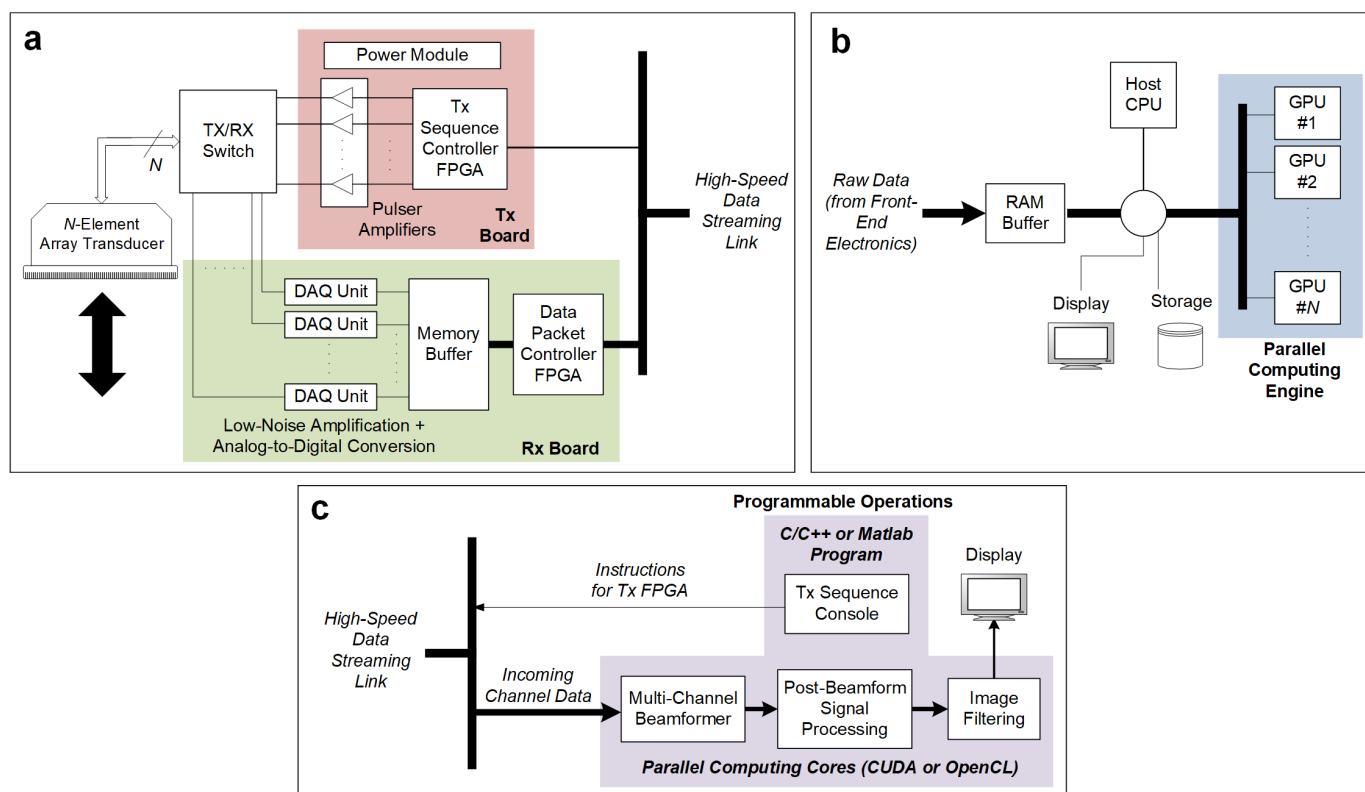 a
Power Module
TX/RX
Switch
Tx
Sequence
Controller
FPGA
N
N-Element
Array Transducer
Pulser
Amplifiers
Tx
Board
High-Speed
Data
Streaming
Link
DAQ Unit
DAQ Unit
DAQ Unit
Memory
Buffer
Data
Packet
Controller
FPGA
Low-Noise Amplification +
Analog-to-Digital Conversion
Rx Board
b
Host
CPU
GPU
#1
GPU
#2
GPU
#N
Raw Data
(from Front-
End
Electronics)
RAM
Buffer
Display
Storage
Parallel
Computing
Engine
c
Programmable Operations
C/C++ or Matlab
Program
Instructions
for Tx FPGA
Tx Sequence
Console
Display
High-Speed
Data
Streaming
Link
Incoming
Channel Data
Multi-Channel
Beamformer
Post-Beamform
Signal
Processing
Image
Filtering
Parallel Computing Cores (CUDA or OpenCL)